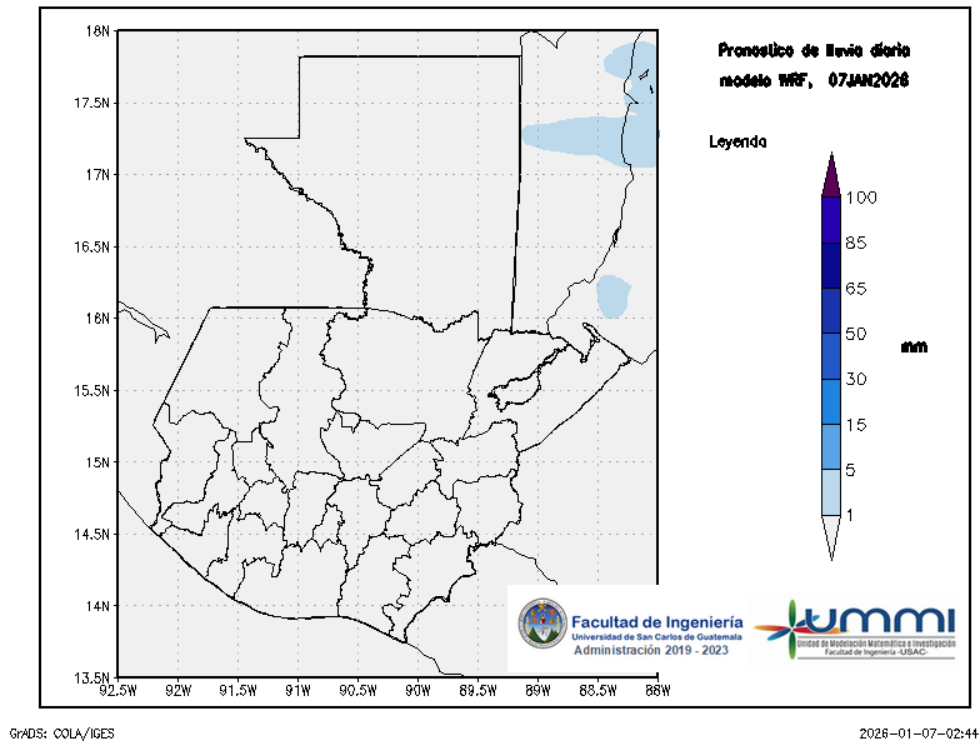 Pronostico de lluvia diaria
modelo WRF, 07JAN2026
Leyenda
100
85
65
50
30
15
5
1
mm
18N
17.5N
17N
16.5N
16N
15.5N
15N
14.5N
14N
13.5N
92.5W
92W
91.5W
91W
90.5W
90W
89.5W
89W
88.5W
88W
Facultad de Ingeniería
Universidad de San Carlos de Guatemala
Administración 2019 - 2023
ummi
Unidad de Modelación Matemática e Investigación
Facultad de Ingeniería -USAC-
GrADS: COLA/IGES
2026-01-07-02:44